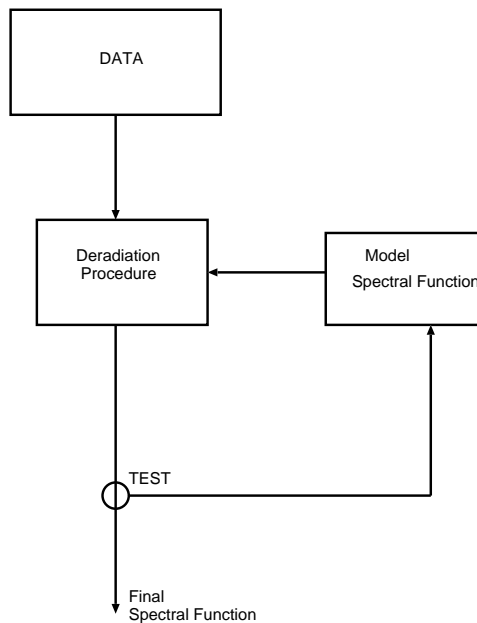 DATA
Deradiation
Procedure
Model
Spectral Function
TEST
Final
Spectral Function